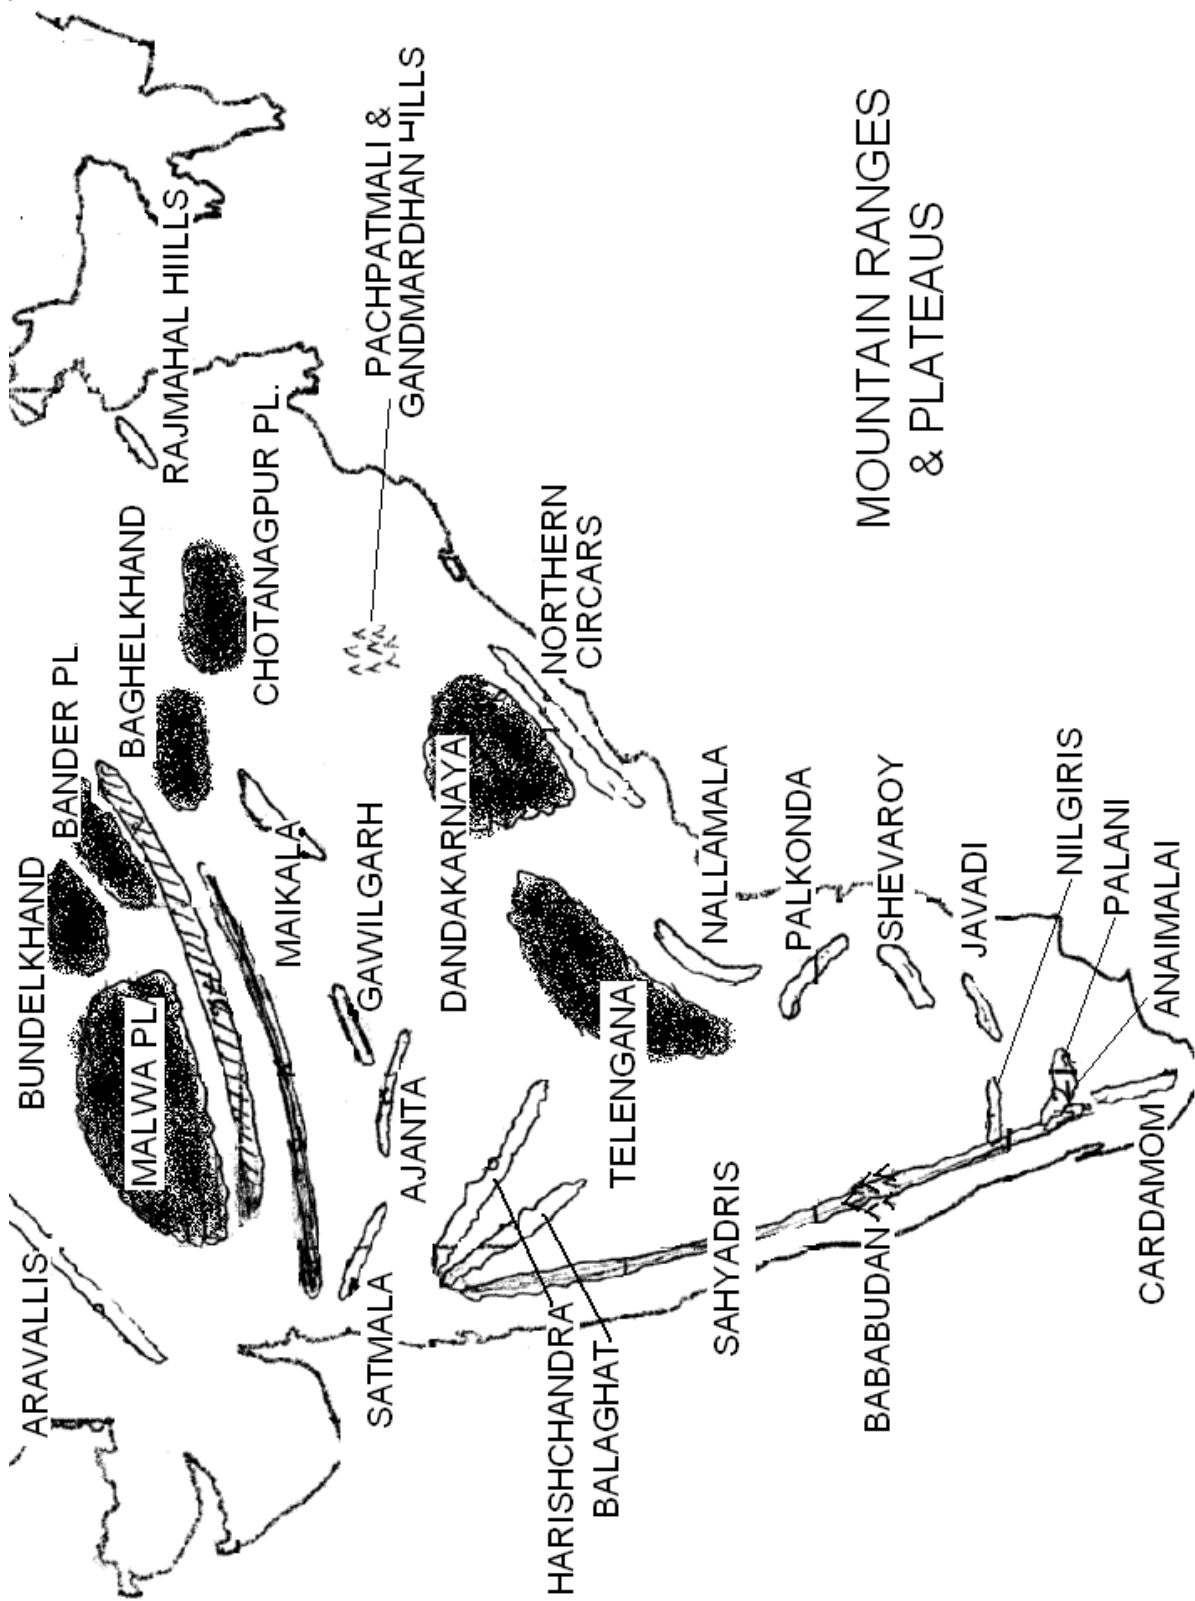 ARAVALLIS
BUNDELKHAND
BANDER PL
BAGHELKHAND
RAJMAHAL HIILLS
MALWA PL
CHOTANAGPUR PL.
MAIKALA
GAWILGARH
PACHPATMALI &
GANDMARDHAN HILLS
SATMALA
AJANTA
DANDAKARNAYA
NORTHERN
CIRCARS
HARISHCHANDRA
BALAGHAT
TELENGANA
SAHYADRIS
NALLAMALA
PALKONDA
SHEVAROY
BABABUDAN
JAVADI
NILGIRIS
PALANI
ANAIMALAI
CARDAMOM
MOUNTAIN RANGES
& PLATEAUS